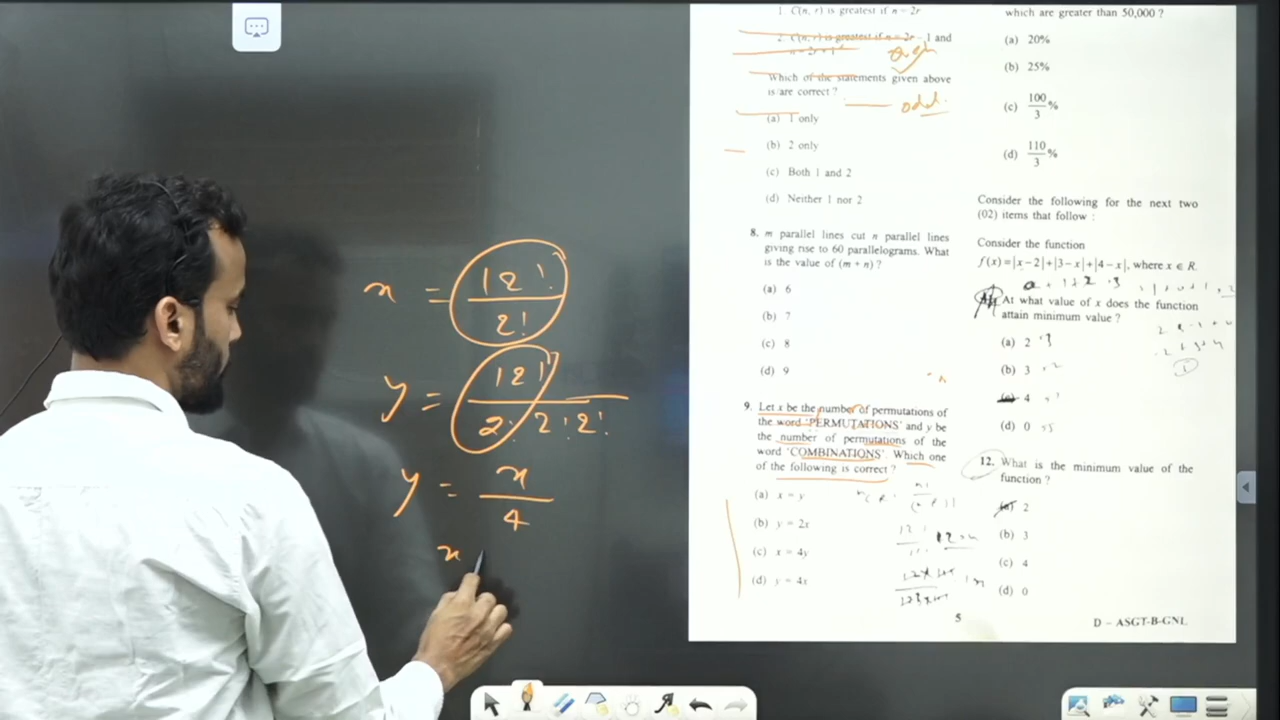 x = 12! / 2!
y = 12! / 2! 2! 2!
y = x / 4
x
1 C(n, r) is greatest if n = 2r
2. C(n, r) is greatest if n = 2r - 1 and
n = 2r + 1
Which of the statements given above
is/are correct ?
odd.
(a) 1 only
(b) 2 only
(c) Both 1 and 2
(d) Neither 1 nor 2
8. m parallel lines cut n parallel lines
giving rise to 60 parallelograms. What
is the value of (m + n) ?
(a) 6
(b) 7
(c) 8
(d) 9
9. Let x be the number of permutations of
the word 'PERMUTATIONS' and y be
the number of permutations of the
word 'COMBINATIONS'. Which one
of the following is correct ?
(a) x = y
(b) y = 2x
(c) x = 4y
(d) y = 4x
which are greater than 50,000 ?
(a) 20%
(b) 25%
(c) 100/3 %
(d) 110/3 %
Consider the following for the next two
(02) items that follow :
Consider the function
f(x) = |x − 2| + |3 − x| + |4 − x|, where x ∈ R.
At what value of x does the function
attain minimum value ?
(a) 2
(b) 3
(c) 4
(d) 0
12. What is the minimum value of the
function ?
(a) 2
(b) 3
(c) 4
(d) 0
5
D – ASGT-B-GNL